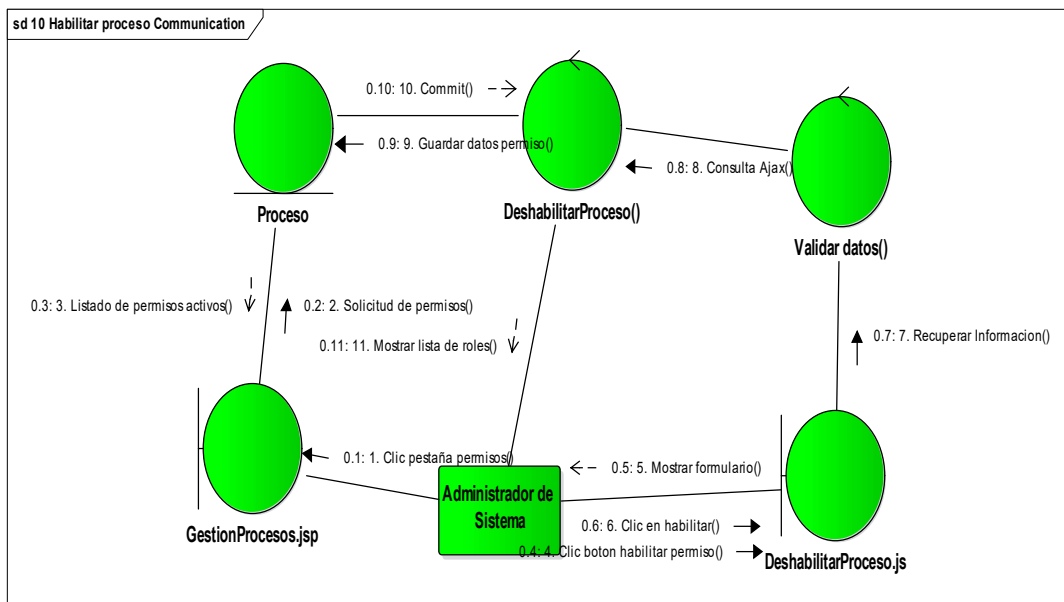 sd 10 Habilitar proceso Communication
0.10: 10. Commit()
0.9: 9. Guardar datos permiso()
0.8: 8. Consulta Ajax()
Proceso
DeshabilitarProceso()
Validar datos()
0.3: 3. Listado de permisos activos()
0.2: 2. Solicitud de permisos()
0.11: 11. Mostrar lista de roles()
0.7: 7. Recuperar Informacion()
0.1: 1. Clic pestaña permisos()
0.5: 5. Mostrar formulario()
Administrador de
Sistema
0.6: 6. Clic en habilitar()
0.4: 4. Clic boton habilitar permiso()
GestionProcesos.jsp
DeshabilitarProceso.js